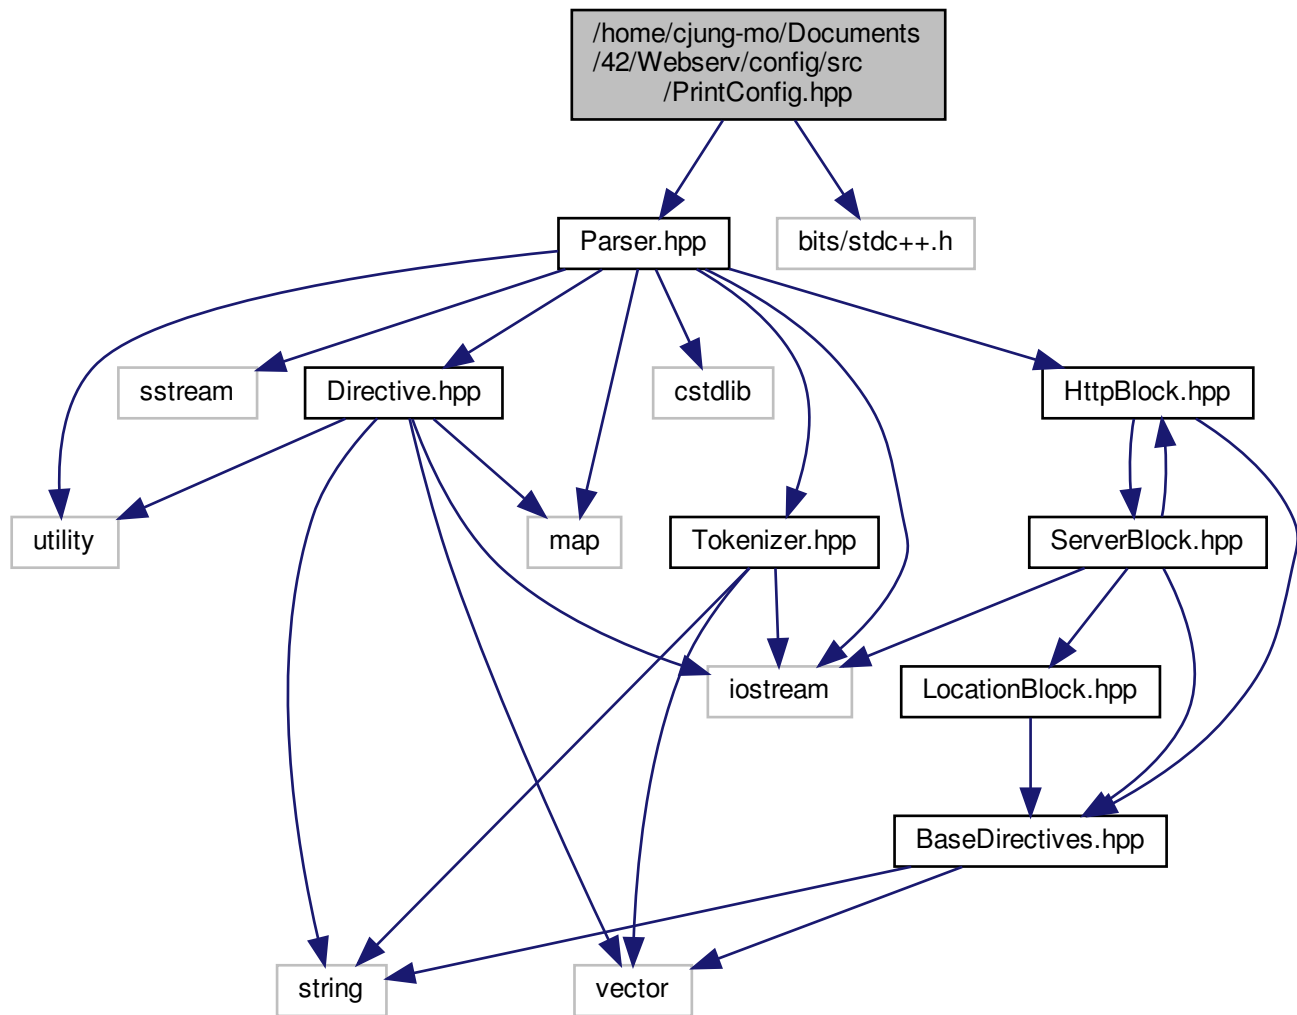 /home/cjung-mo/Documents
/42/Webserv/config/src
/PrintConfig.hpp
Parser.hpp
bits/stdc++.h
sstream
Directive.hpp
cstdlib
HttpBlock.hpp
utility
map
Tokenizer.hpp
ServerBlock.hpp
iostream
LocationBlock.hpp
BaseDirectives.hpp
string
vector